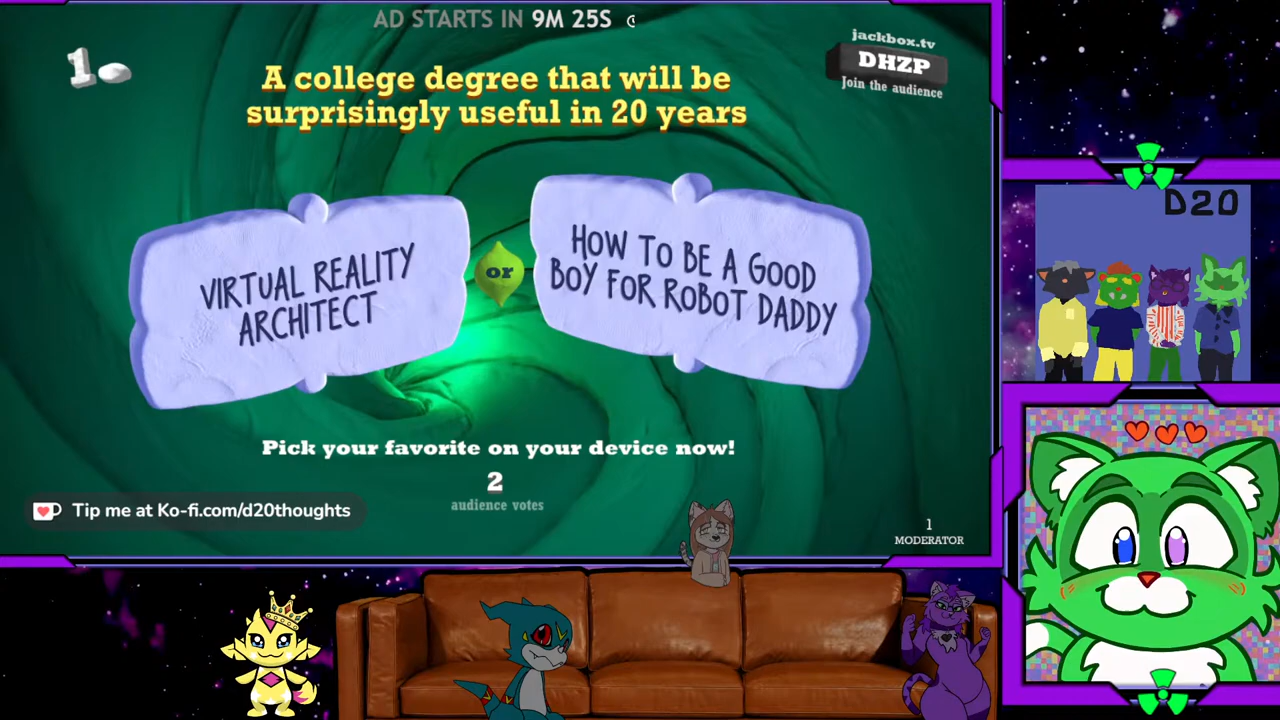 AD STARTS IN 9M 25S
1
jackbox.tv
DHZP
Join the audience
A college degree that will be
surprisingly useful in 20 years
VIRTUAL REALITY
ARCHITECT
or
HOW TO BE A GOOD
BOY FOR ROBOT DADDY
Pick your favorite on your device now!
2
audience votes
Tip me at Ko-fi.com/d20thoughts
1
MODERATOR
D20